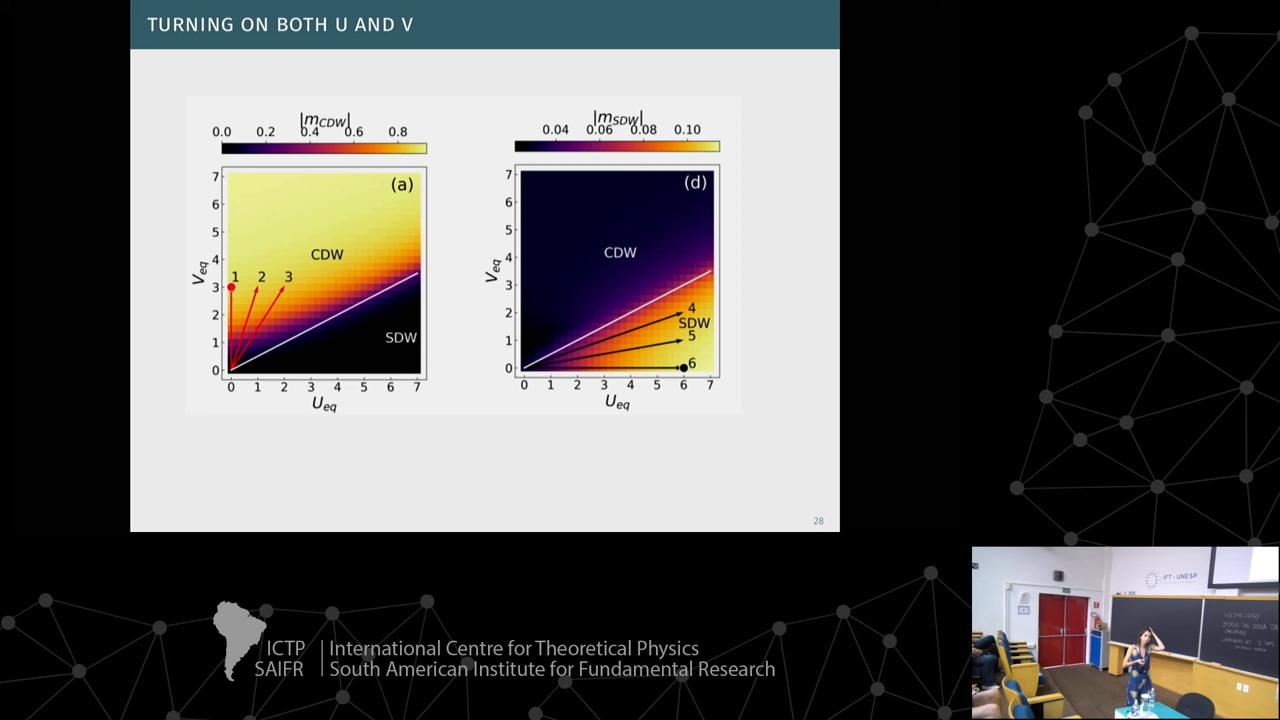 TURNING ON BOTH U AND V
|m_CDW|
0.0 0.2 0.4 0.6 0.8
(a)
7
6
5
4
3
2
1
0
V_eq
1 2 3
CDW
SDW
0 1 2 3 4 5 6 7
U_eq
|m_SDW|
0.04 0.06 0.08 0.10
(d)
7
6
5
4
3
2
1
0
V_eq
CDW
4
SDW
5
6
0 1 2 3 4 5 6 7
U_eq
28
ICTP
SAIFR
International Centre for Theoretical Physics
South American Institute for Fundamental Research
IFT - UNESP